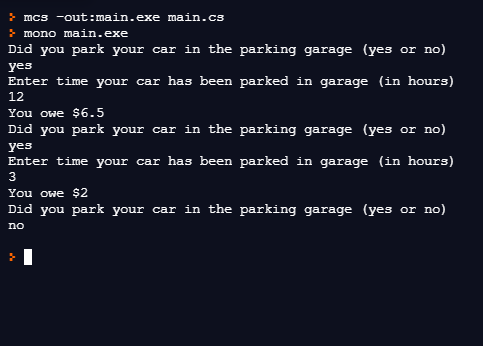 > mcs -out:main.exe main.cs
> mono main.exe
Did you park your car in the parking garage (yes or no)
yes
Enter time your car has been parked in garage (in hours)
12
You owe $6.5
Did you park your car in the parking garage (yes or no)
yes
Enter time your car has been parked in garage (in hours)
3
You owe $2
Did you park your car in the parking garage (yes or no)
no
>